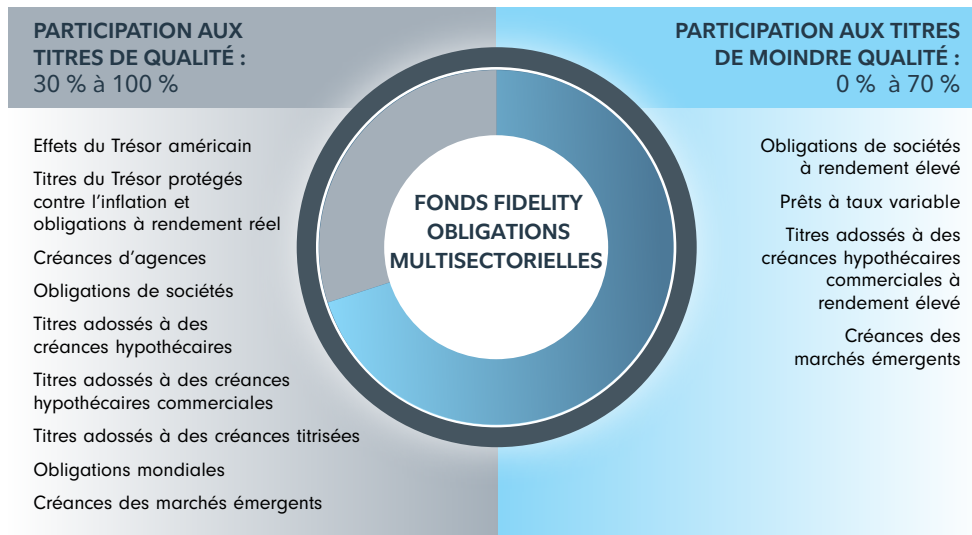 PARTICIPATION AUX
TITRES DE QUALITÉ :
30 % à 100 %
Effets du Trésor américain
Titres du Trésor protégés
contre l’inflation et
obligations à rendement réel
Créances d’agences
Obligations de sociétés
Titres adossés à des
créances hypothécaires
Titres adossés à des créances
hypothécaires commerciales
Titres adossés à des créances titrisées
Obligations mondiales
Créances des marchés émergents
FONDS FIDELITY
OBLIGATIONS
MULTISECTORIELLES
PARTICIPATION AUX TITRES
DE MOINDRE QUALITÉ :
0 % à 70 %
Obligations de sociétés
à rendement élevé
Prêts à taux variable
Titres adossés à des
créances hypothécaires
commerciales à
rendement élevé
Créances des
marchés émergents